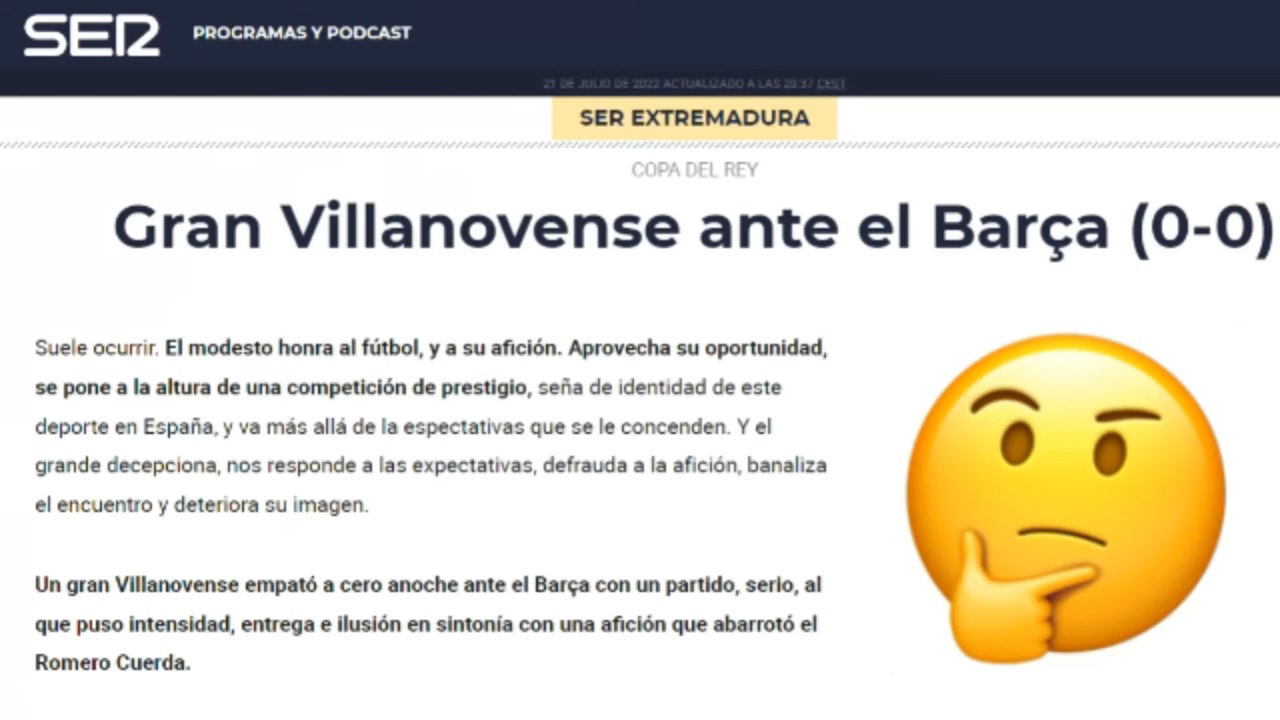 SER
PROGRAMAS Y PODCAST
21 DE JULIO DE 2022 ACTUALIZADO A LAS 20:37 CEST
SER EXTREMADURA
COPA DEL REY
Gran Villanovense ante el Barça (0-0)
Suele ocurrir. El modesto honra al fútbol, y a su afición. Aprovecha su oportunidad,
se pone a la altura de una competición de prestigio, seña de identidad de este
deporte en España, y va más allá de la espectativas que se le concenden. Y el
grande decepciona, nos responde a las expectativas, defrauda a la afición, banaliza
el encuentro y deteriora su imagen.
Un gran Villanovense empató a cero anoche ante el Barça con un partido, serio, al
que puso intensidad, entrega e ilusión en sintonía con una afición que abarrotó el
Romero Cuerda.